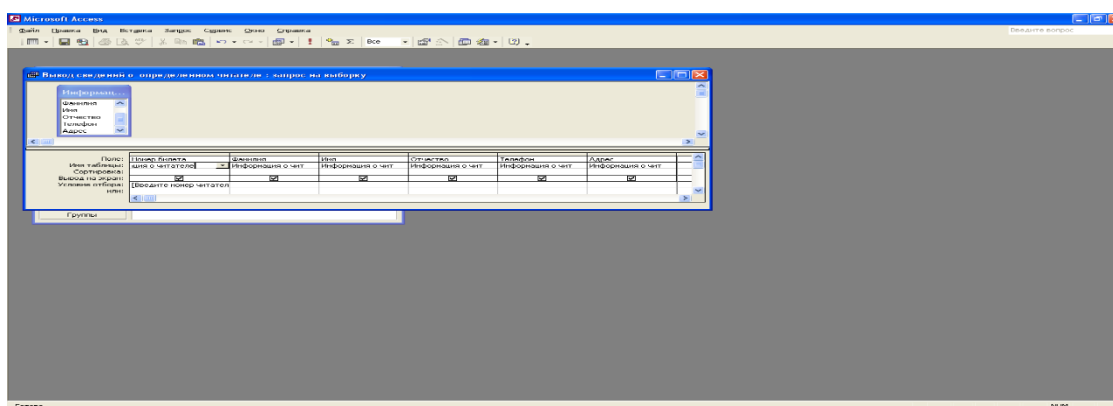 Microsoft Access
Файл Правка Вид Вставка Запрос Сервис Окно Справка Введите вопрос
Все
Вывод сведений о определенном читателе : запрос на выборку
Информац...
Фамилия
Имя
Отчество
Телефон
Адрес
Поле: Номер билета Фамилия Имя Отчество Телефон Адрес
Имя таблицы: ция о читателе Информация о чит Информация о чит Информация о чит Информация о чит Информация о чит
Сортировка:
Вывод на экран:
Условие отбора: [Введите номер читател
или:
Группы
Готово NUM